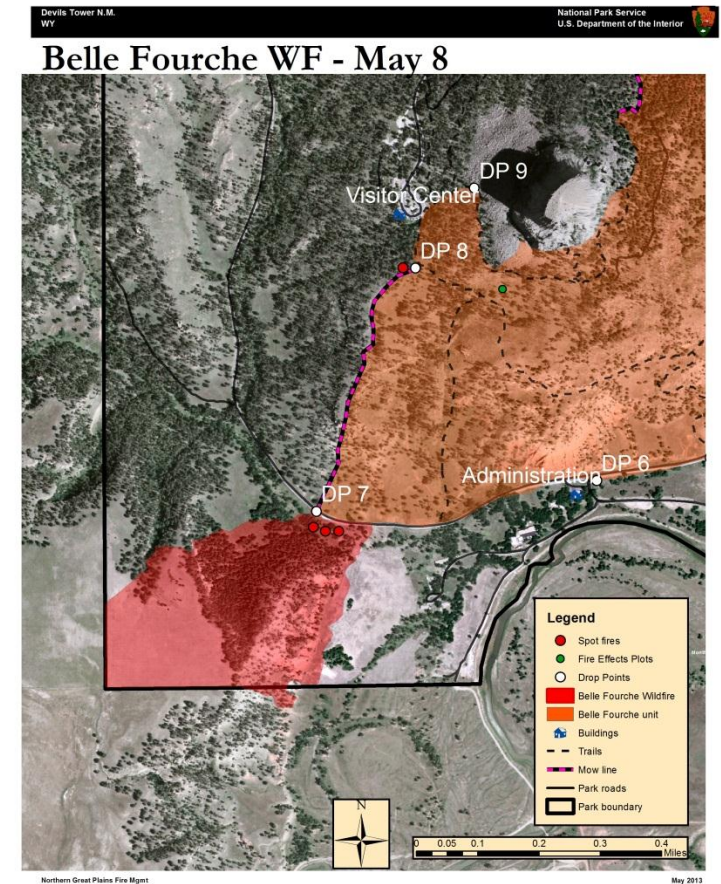 Devils Tower N.M.
WY
National Park Service
U.S. Department of the Interior
Belle Fourche WF - May 8
DP 9
Visitor Center
DP 8
DP 6
Administration
DP 7
Legend
Spot fires
Fire Effects Plots
Drop Points
Belle Fourche Wildfire
Belle Fourche unit
Buildings
Trails
Mow line
Park roads
Park boundary
N
0 0.05 0.1 0.2 0.3 0.4
Miles
Northern Great Plains Fire Mgmt
May 2013